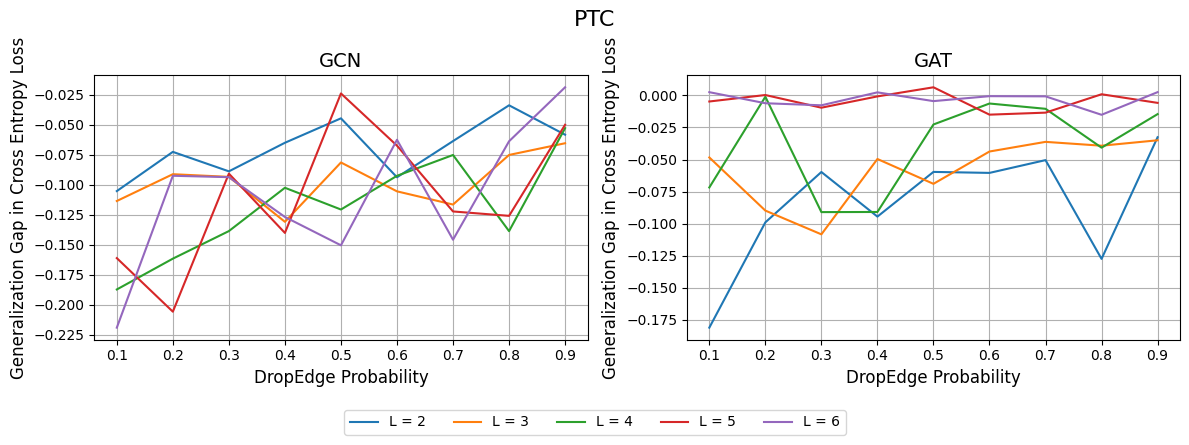 PTC
GCN
Generalization Gap in Cross Entropy Loss
−0.025
−0.050
−0.075
−0.100
−0.125
−0.150
−0.175
−0.200
−0.225
0.1 0.2 0.3 0.4 0.5 0.6 0.7 0.8 0.9
DropEdge Probability
GAT
Generalization Gap in Cross Entropy Loss
0.000
−0.025
−0.050
−0.075
−0.100
−0.125
−0.150
−0.175
0.1 0.2 0.3 0.4 0.5 0.6 0.7 0.8 0.9
DropEdge Probability
L = 2 L = 3 L = 4 L = 5 L = 6